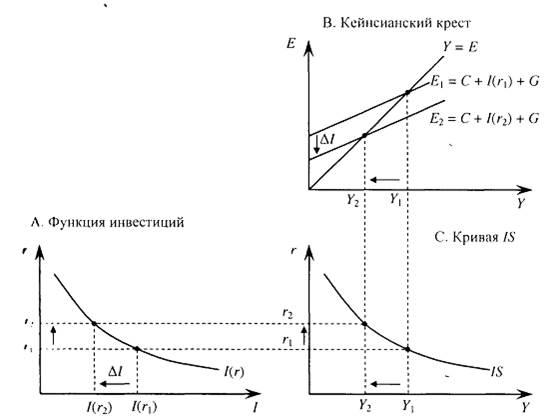 В. Кейнсианский крест
E
Y = E
E₁ = C + I(r₁) + G
E₂ = C + I(r₂) + G
ΔI
Y₂
Y₁
Y
А. Функция инвестиций
С. Кривая IS
r
r
r₂
r₂
r₁
r₁
ΔI
I(r)
IS
I(r₂)
I(r₁)
I
Y₂
Y₁
Y